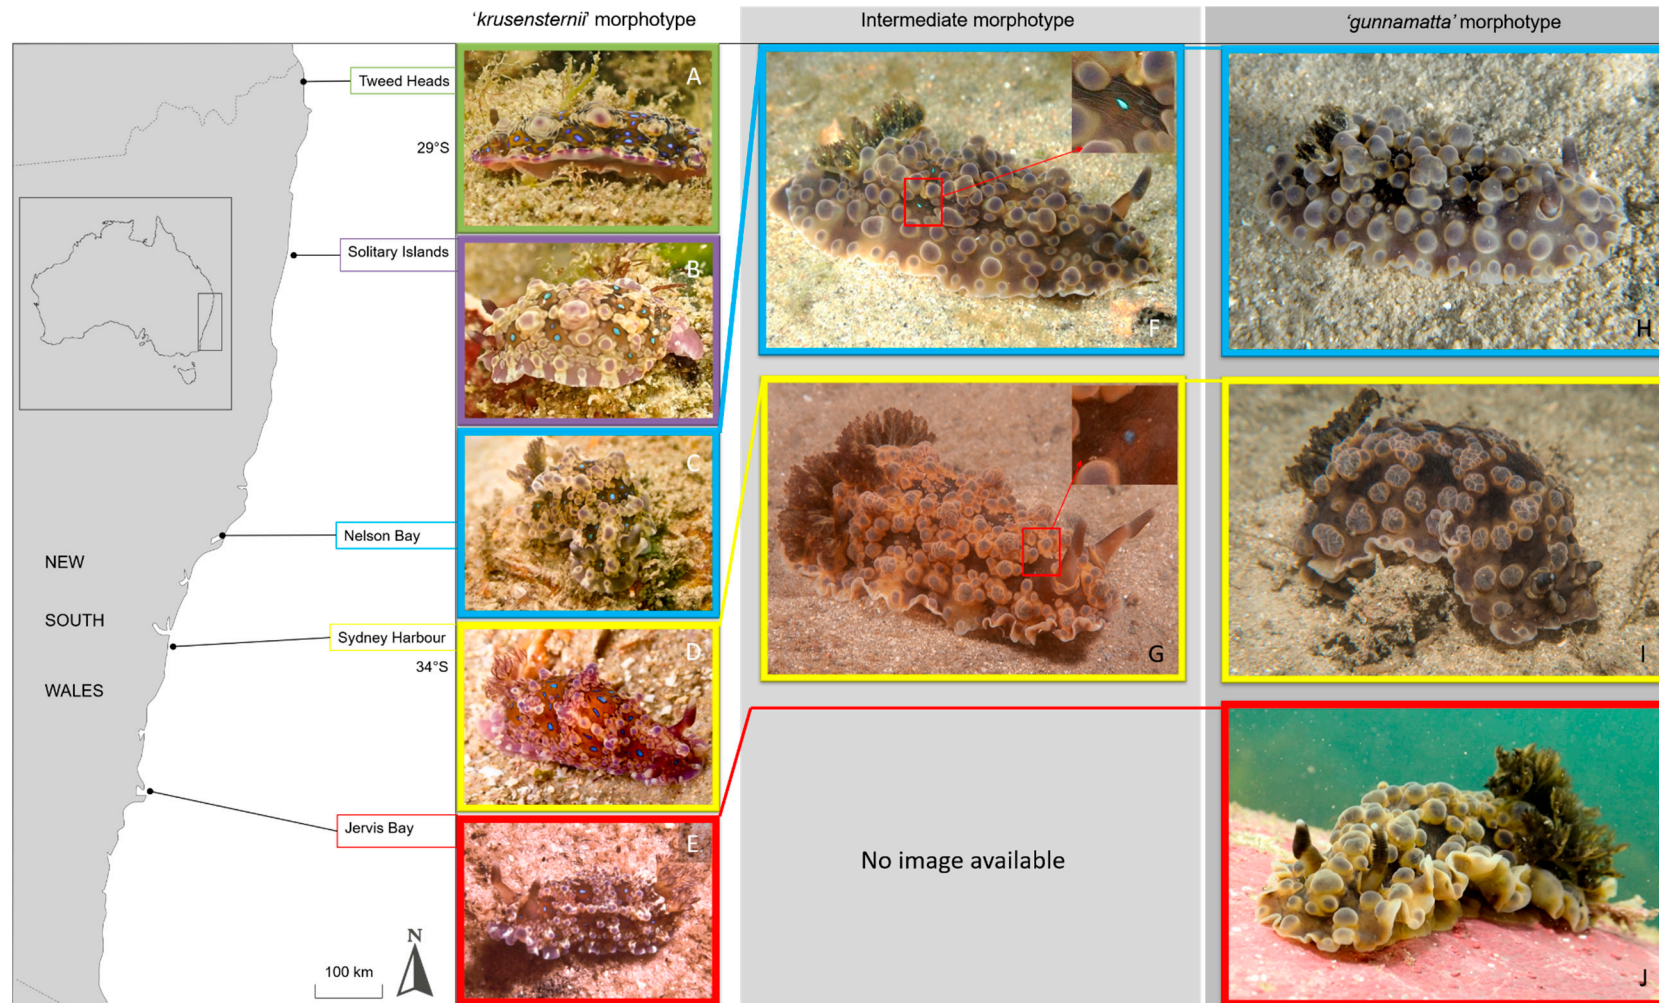 'krusensternii' morphotype
Intermediate morphotype
'gunnamatta' morphotype
Tweed Heads
29°S
Solitary Islands
Nelson Bay
NEW
SOUTH
WALES
Sydney Harbour
34°S
Jervis Bay
N
100 km
A
B
C
D
E
F
G
No image available
H
I
J